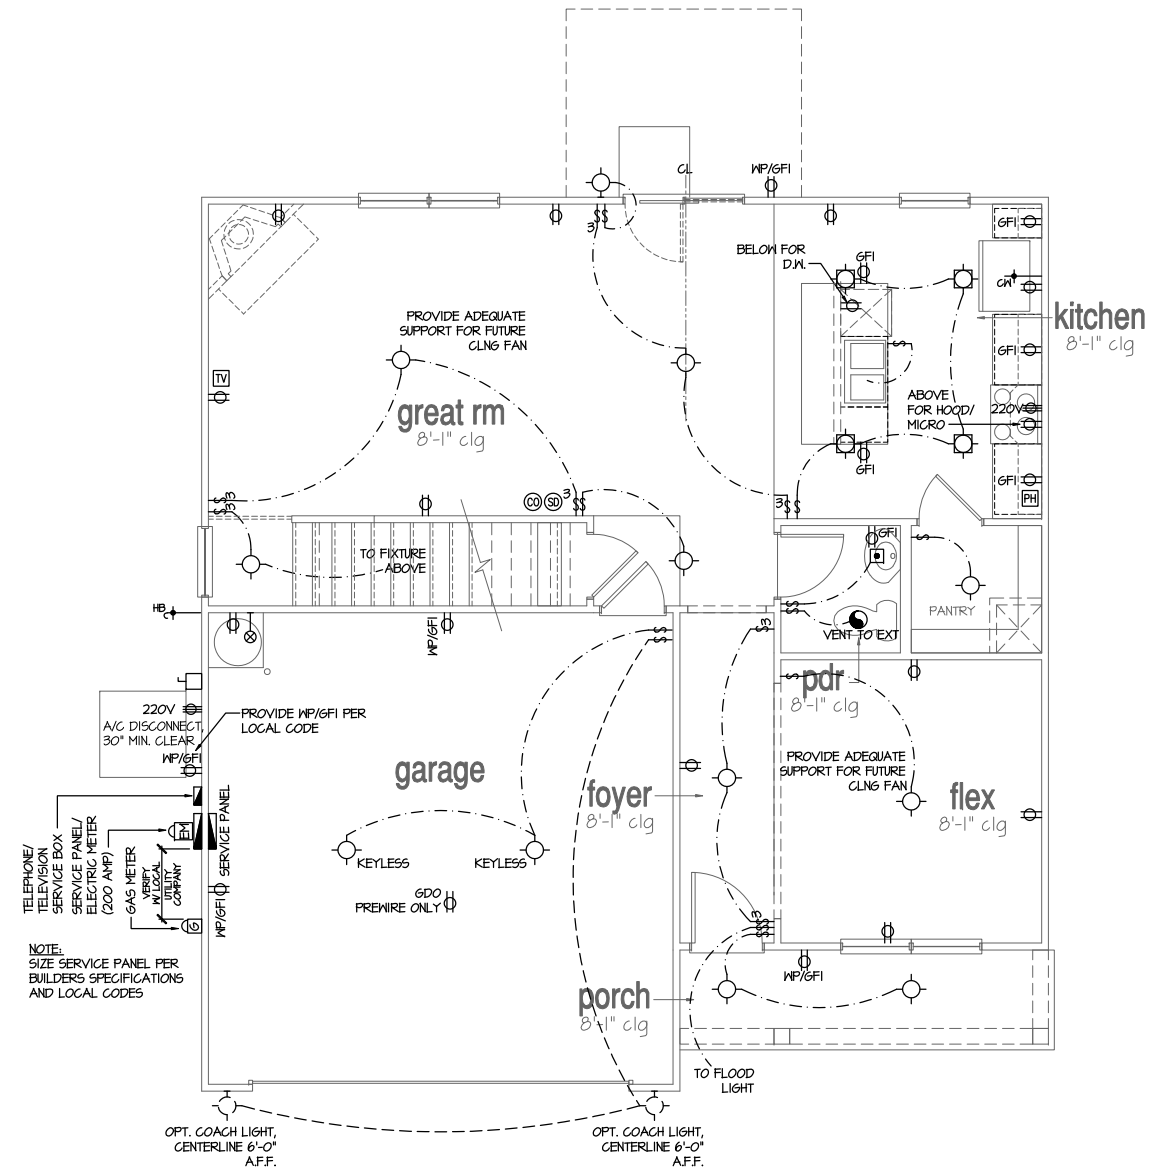 CL
WP/GFI
3
BELOW FOR
D.W.
GFI
GFI
CW
PROVIDE ADEQUATE
SUPPORT FOR FUTURE
CLNG FAN
kitchen
8'-1" clg
GFI
TV
great rm
8'-1" clg
ABOVE
FOR HOOD/
MICRO
220V
GFI
GFI
PH
3
3
CO
SD
3
3
GFI
TO FIXTURE
ABOVE
PANTRY
HB
C
WP/GFI
3
VENT TO EXT
pdr
8'-1" clg
220V
A/C DISCONNECT,
30" MIN. CLEAR
WP/GFI
PROVIDE WP/GFI PER
LOCAL CODE
PROVIDE ADEQUATE
SUPPORT FOR FUTURE
CLNG FAN
garage
foyer
8'-1" clg
flex
8'-1" clg
KEYLESS
KEYLESS
GDO
PREWIRE ONLY
TELEPHONE/
TELEVISION
SERVICE BOX
SERVICE PANEL/
ELECTRIC METER
(200 AMP)
GAS METER
VERIFY
W/ LOCAL
UTILITY
COMPANY
EM
G
SERVICE PANEL
WP/GFI
NOTE:
SIZE SERVICE PANEL PER
BUILDERS SPECIFICATIONS
AND LOCAL CODES
3
WP/GFI
porch
8'-1" clg
TO FLOOD
LIGHT
OPT. COACH LIGHT,
CENTERLINE 6'-0"
A.F.F.
OPT. COACH LIGHT,
CENTERLINE 6'-0"
A.F.F.